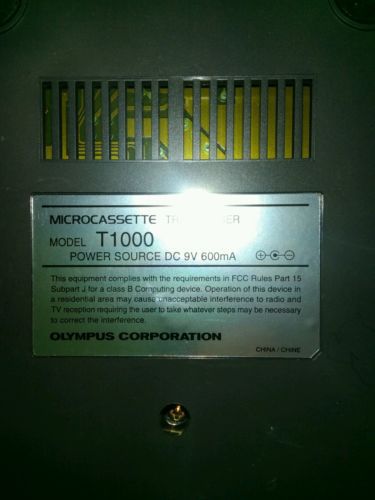 MICROCASSETTE
MODEL T1000
POWER SOURCE DC 9V 600mA
This equipment complies with the requirements in FCC Rules Part 15
Subpart J for a class B Computing device. Operation of this device in
a residential area may cause unacceptable interference to radio and
TV reception requiring the user to take whatever steps may be necessary
to correct the interference.
OLYMPUS CORPORATION
CHINA / CHINE